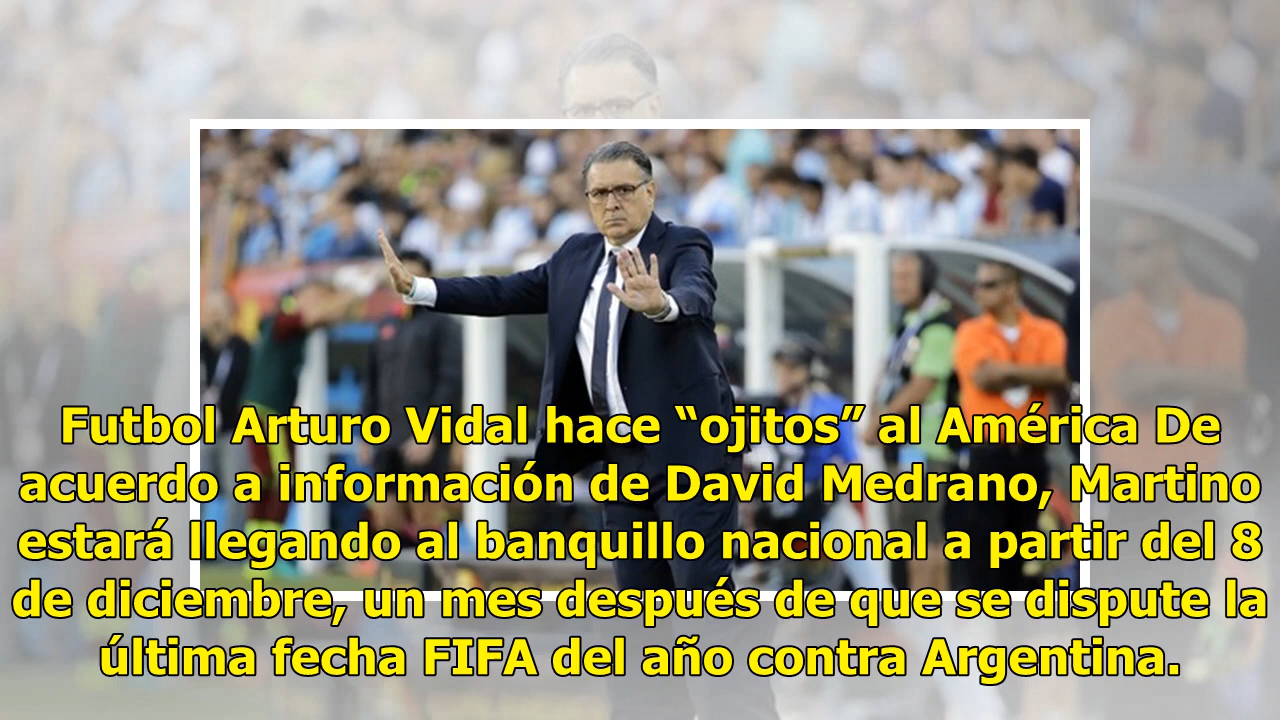 Futbol Arturo Vidal hace “ojitos” al América De
acuerdo a información de David Medrano, Martino
estará llegando al banquillo nacional a partir del 8
de diciembre, un mes después de que se dispute la
última fecha FIFA del año contra Argentina.